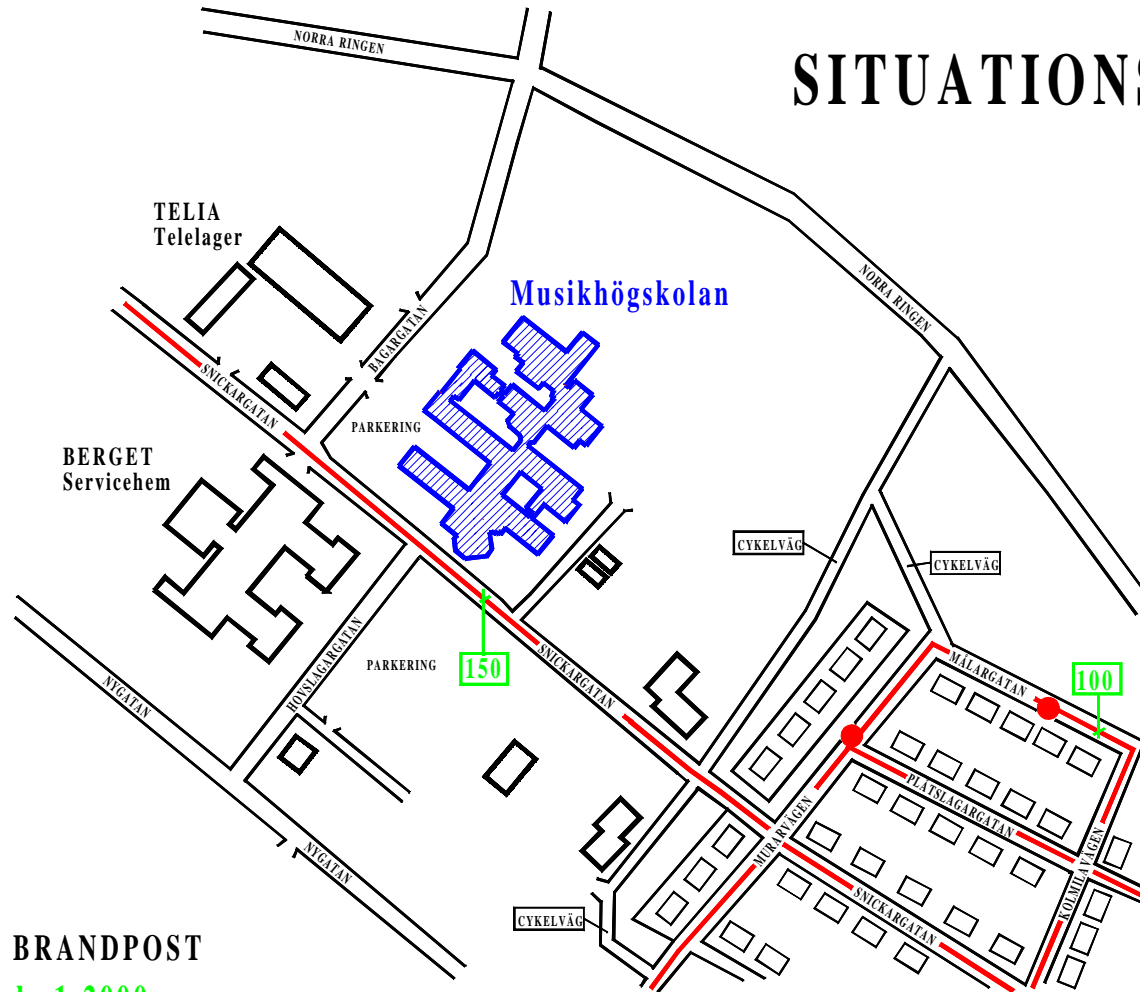 NORRA RINGEN
SITUATIONS
TELIA
Telelager
NORRA RINGEN
Musikhögskolan
BAGARGATAN
SNICKARGATAN
PARKERING
BERGET
Servicehem
CYKELVÄG
CYKELVÄG
HOVSLAGARGATAN
PARKERING
150
SNICKARGATAN
MÅLARGATAN
100
NYGATAN
PLÅTSLAGARGATAN
MURARVÄGEN
KOLMILAVÄGEN
NYGATAN
SNICKARGATAN
CYKELVÄG
BRANDPOST